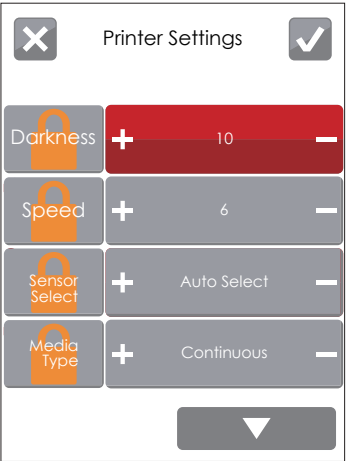 Printer Settings
Darkness + 10 −
Speed + 6 −
Sensor
Select
+ Auto Select −
Media
Type
+ Continuous −